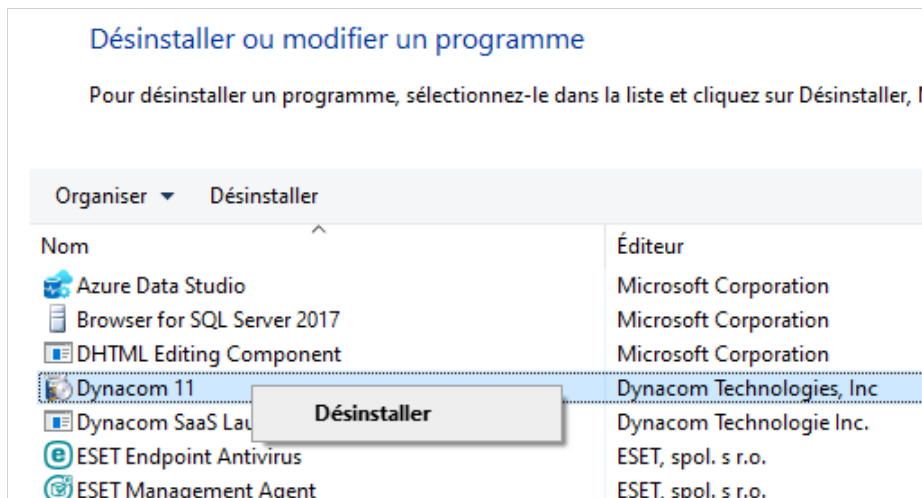 Désinstaller ou modifier un programme
Pour désinstaller un programme, sélectionnez-le dans la liste et cliquez sur Désinstaller,
Organiser Désinstaller
Nom Éditeur
Azure Data Studio Microsoft Corporation
Browser for SQL Server 2017 Microsoft Corporation
DHTML Editing Component Microsoft Corporation
Dynacom 11 Dynacom Technologies, Inc
Désinstaller
Dynacom SaaS Lau Dynacom Technologie Inc.
ESET Endpoint Antivirus ESET, spol. s r.o.
ESET Management Agent ESET, spol. s r.o.